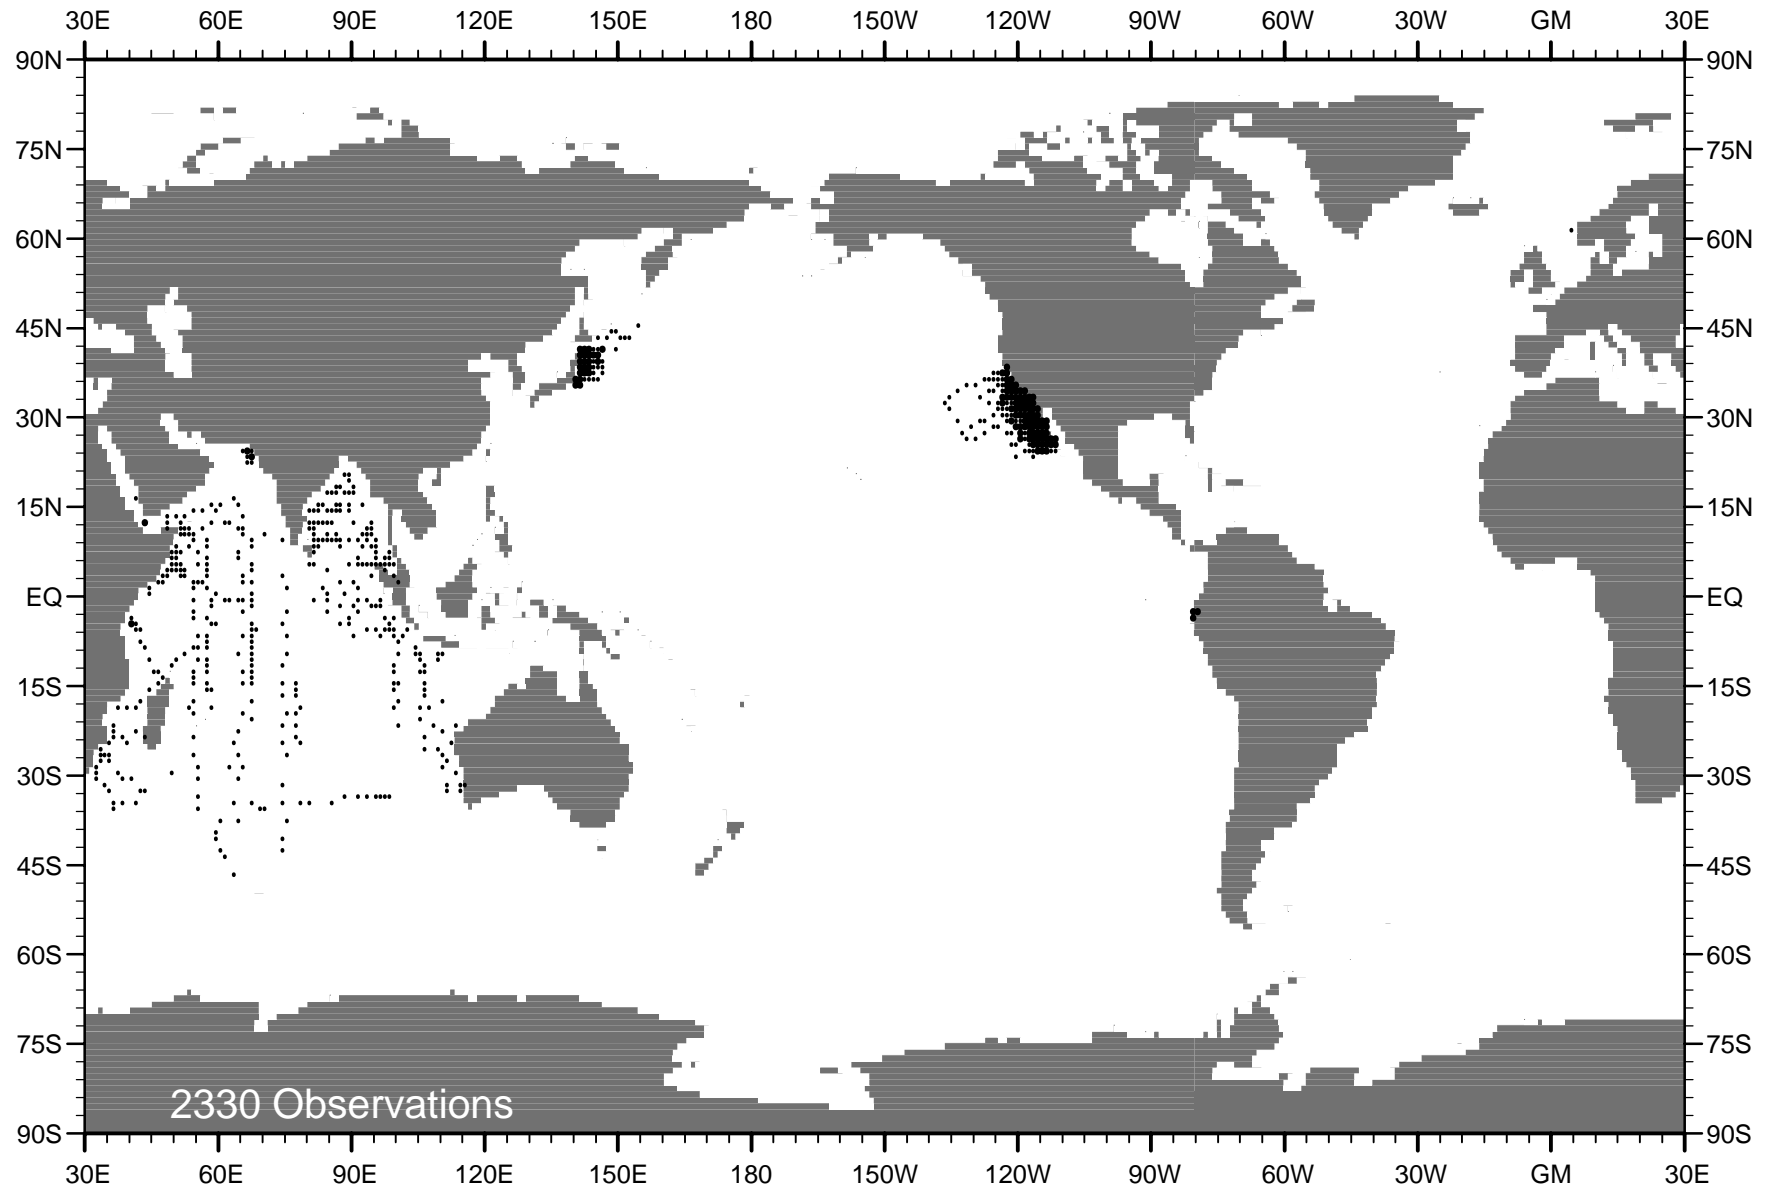 30E 60E 90E 120E 150E 180 150W 120W 90W 60W 30W GM 30E
90N 90N
75N 75N
60N 60N
45N 45N
30N 30N
15N 15N
EQ EQ
15S 15S
30S 30S
45S 45S
60S 60S
75S 75S
2330 Observations
90S 90S
30E 60E 90E 120E 150E 180 150W 120W 90W 60W 30W GM 30E